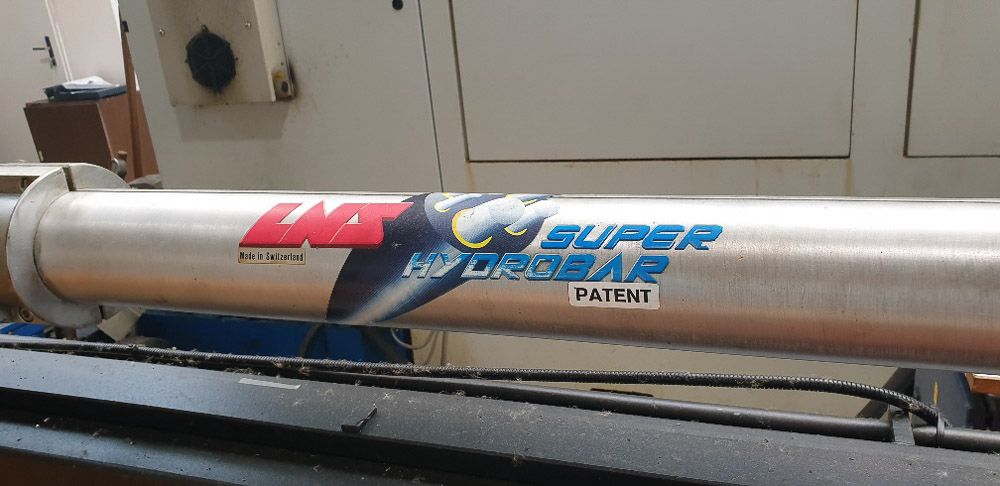 LNS
Made in Switzerland
SUPER
HYDROBAR
PATENT